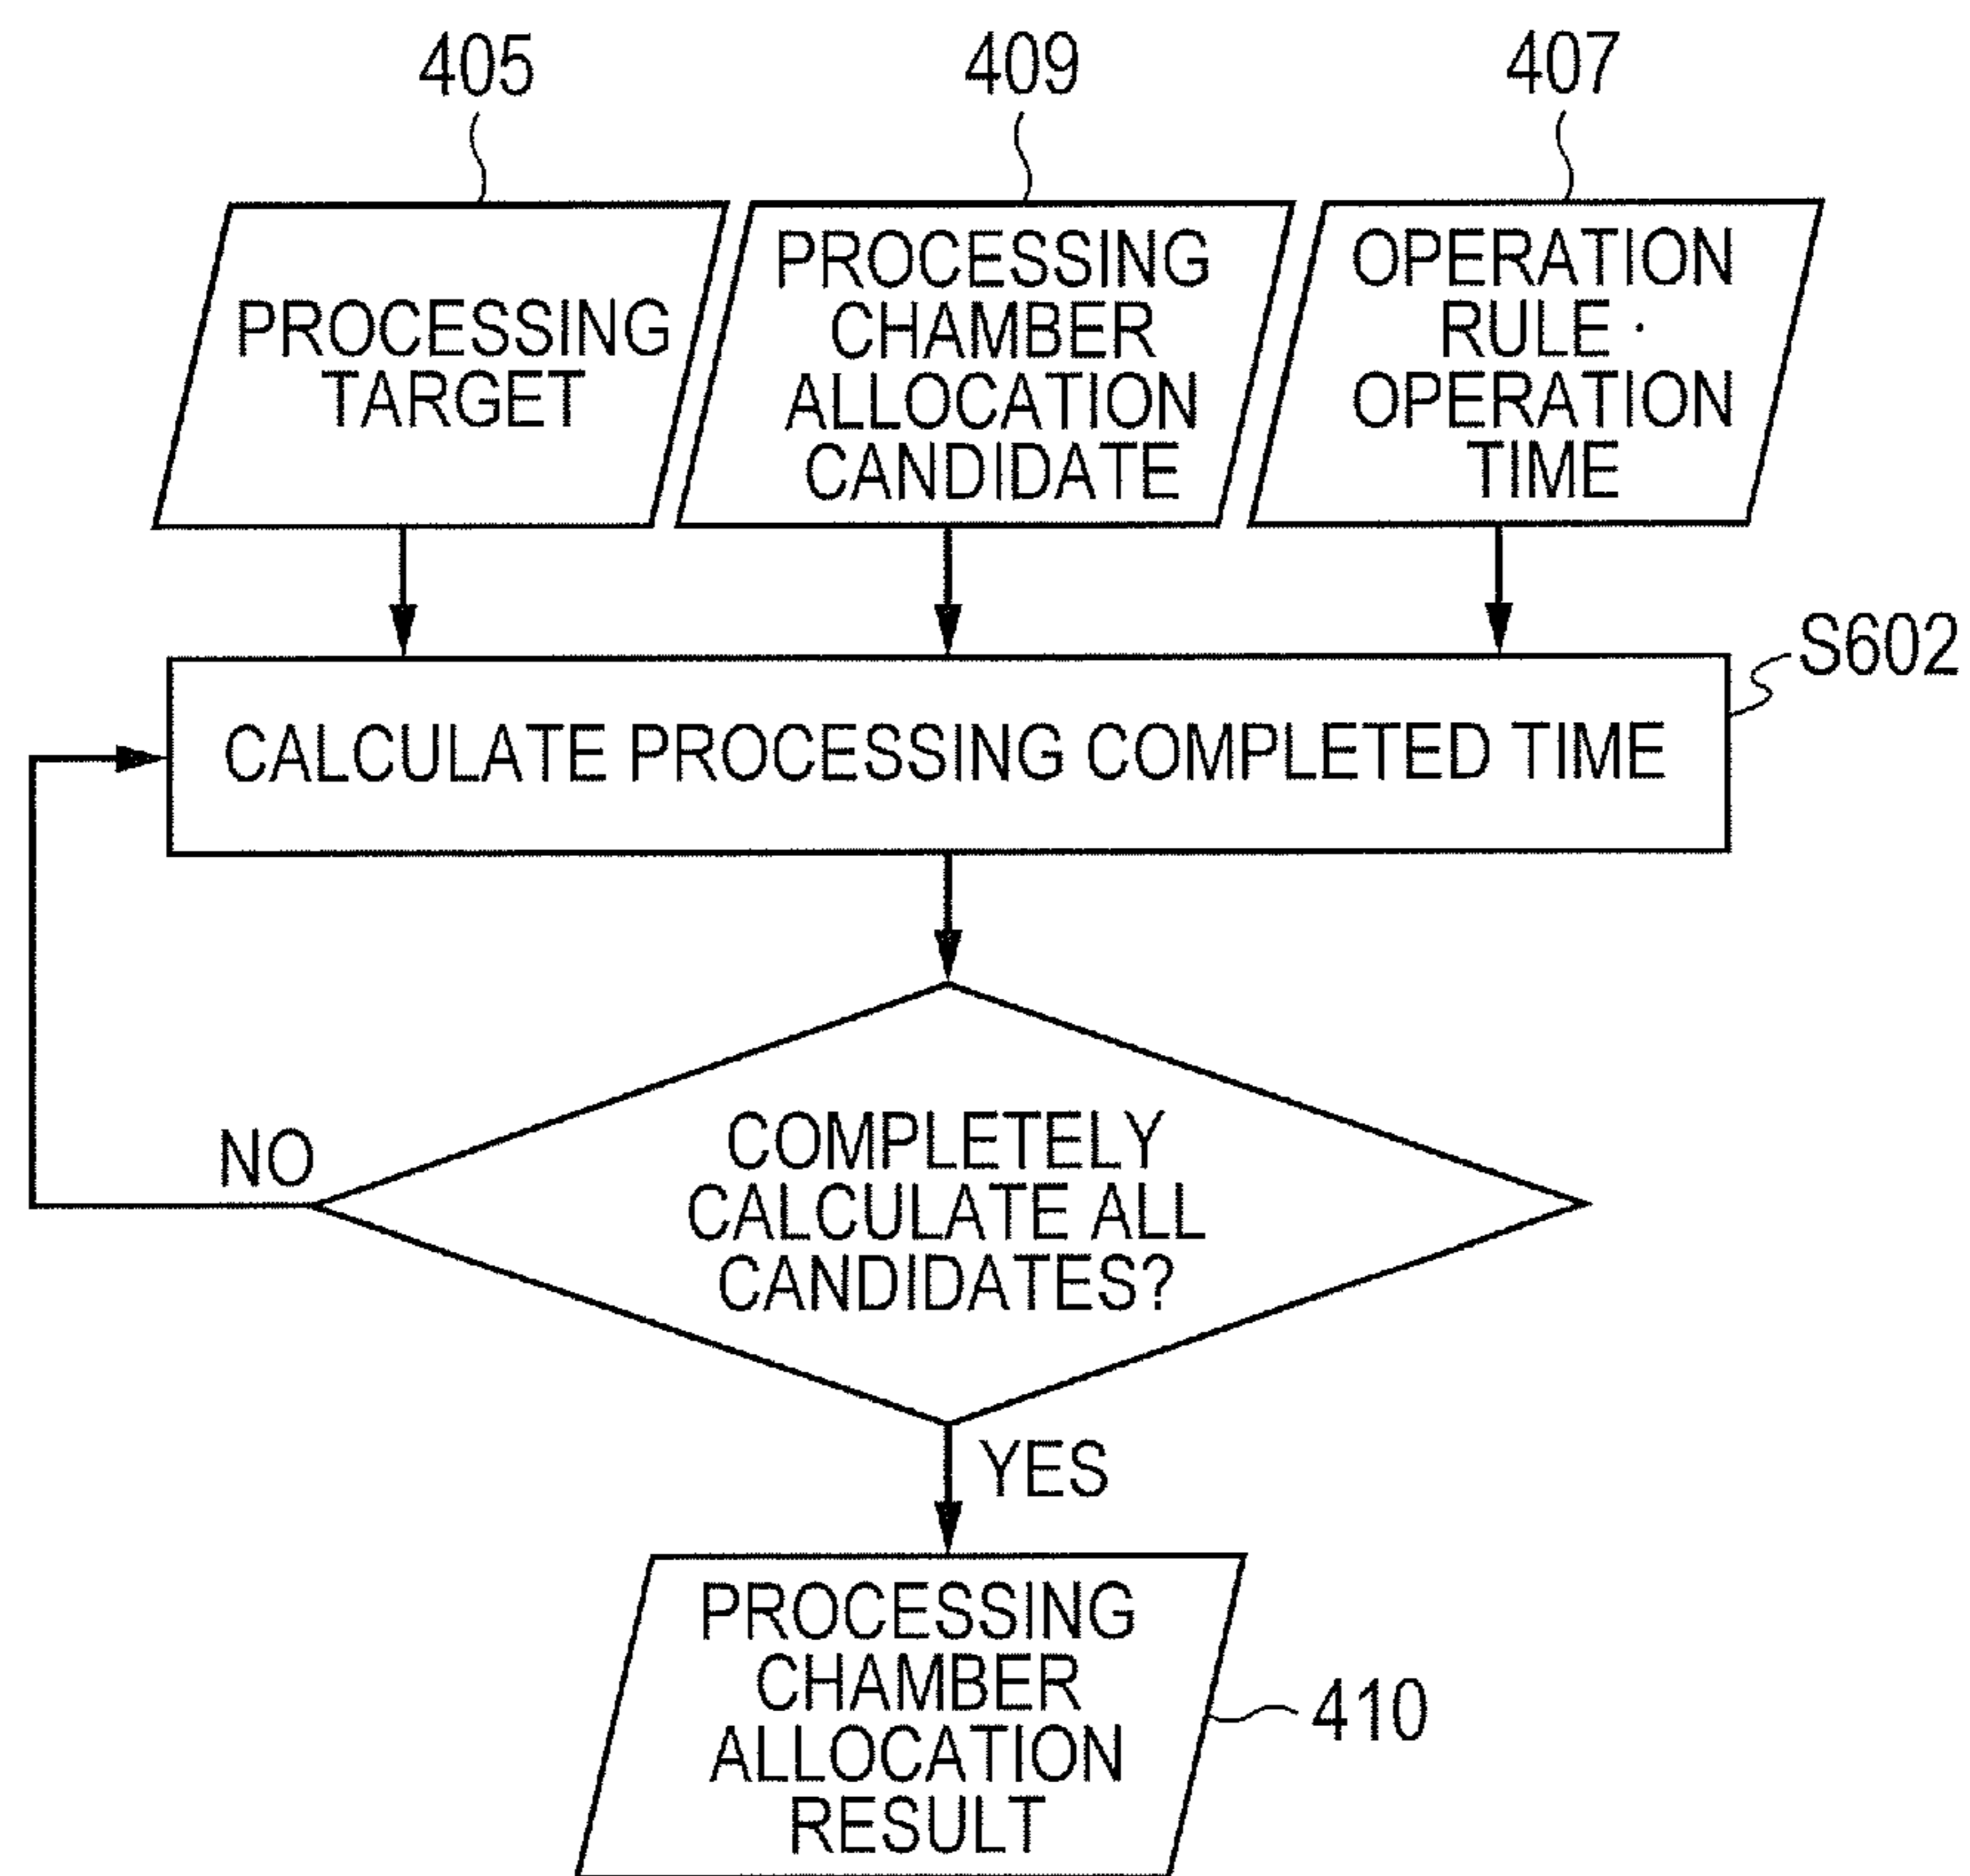 405
409
407
PROCESSING
TARGET
PROCESSING
CHAMBER
ALLOCATION
CANDIDATE
OPERATION
RULE ·
OPERATION
TIME
S602
CALCULATE PROCESSING COMPLETED TIME
COMPLETELY
CALCULATE ALL
CANDIDATES?
NO
YES
PROCESSING
CHAMBER
ALLOCATION
RESULT
410